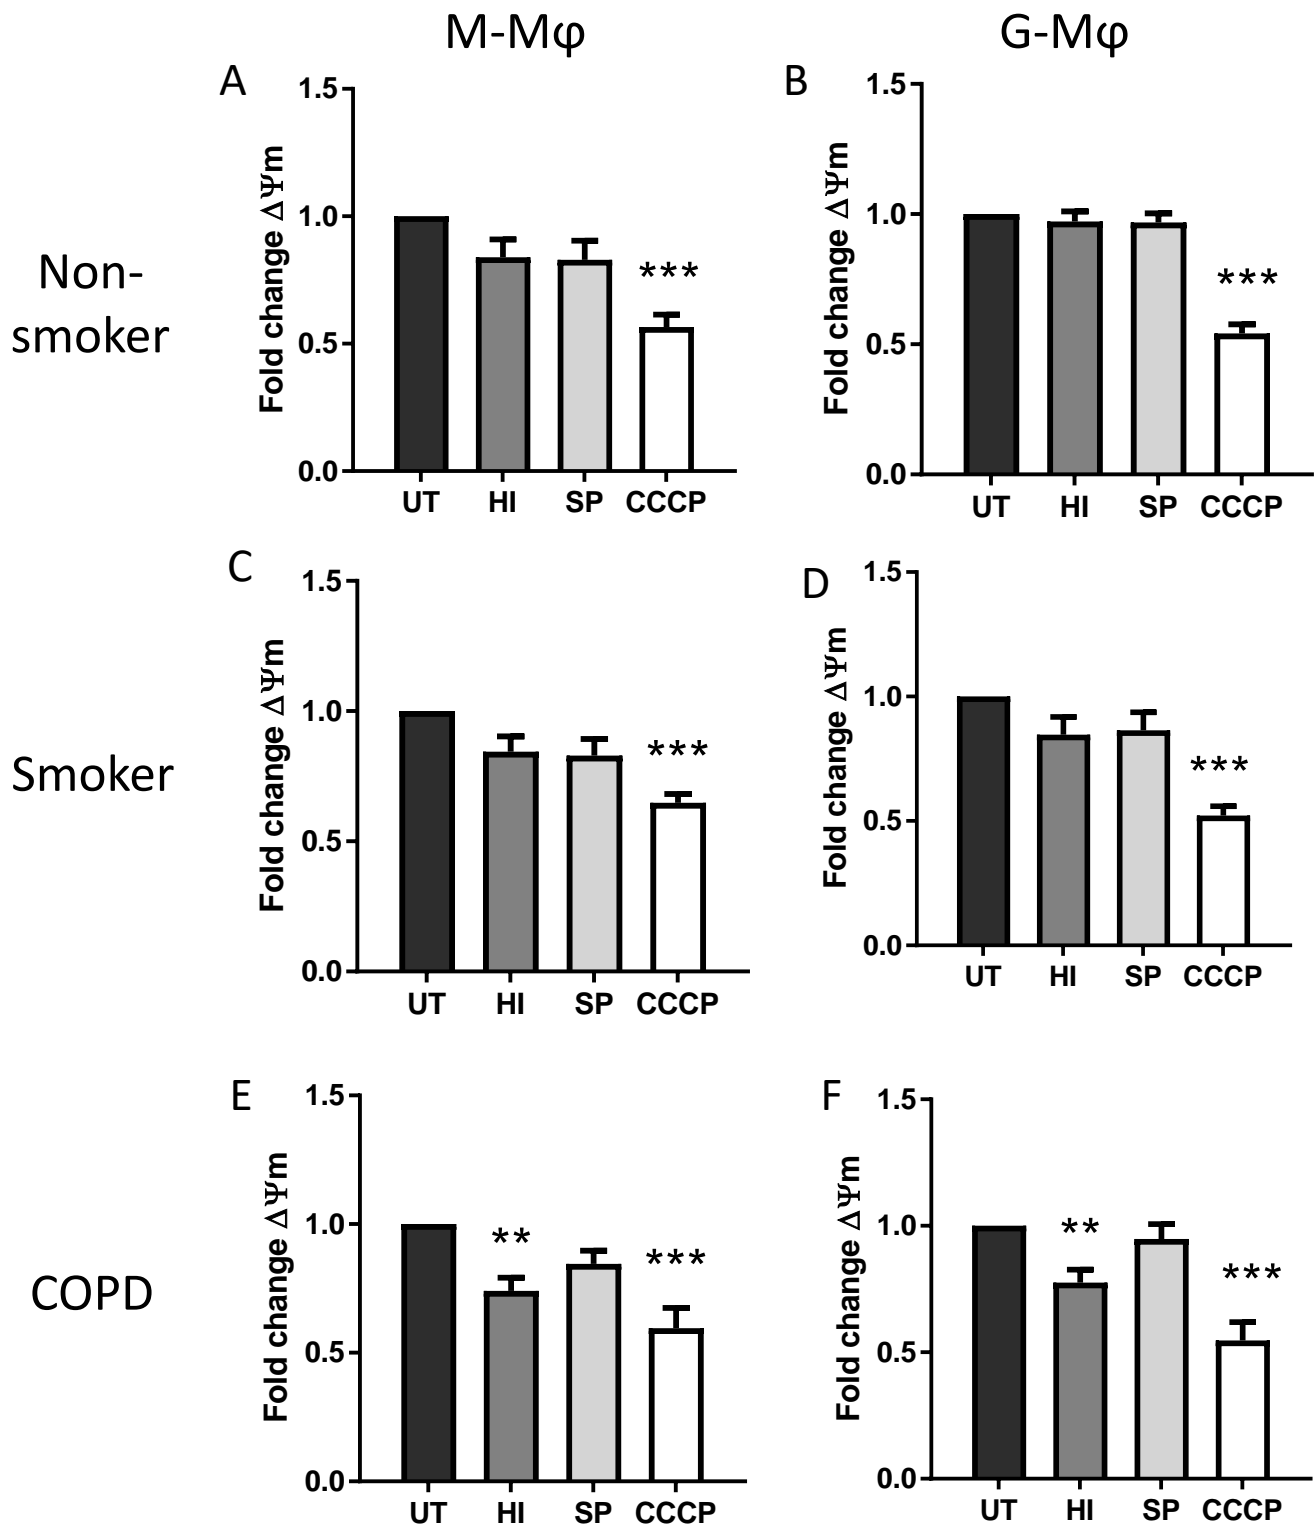 M-Mφ
G-Mφ
Non-
smoker
A
Fold change ΔΨm
1.5
1.0
0.5
0.0
***
UT HI SP CCCP
B
Fold change ΔΨm
1.5
1.0
0.5
0.0
***
UT HI SP CCCP
Smoker
C
Fold change ΔΨm
1.5
1.0
0.5
0.0
***
UT HI SP CCCP
D
Fold change ΔΨm
1.5
1.0
0.5
0.0
***
UT HI SP CCCP
COPD
E
Fold change ΔΨm
1.5
1.0
0.5
0.0
**
***
UT HI SP CCCP
F
Fold change ΔΨm
1.5
1.0
0.5
0.0
**
***
UT HI SP CCCP